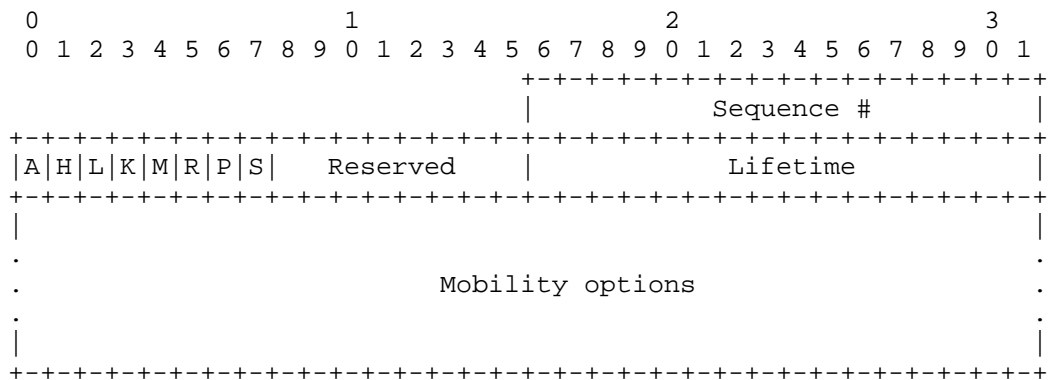 0                   1                   2                   3
 0 1 2 3 4 5 6 7 8 9 0 1 2 3 4 5 6 7 8 9 0 1 2 3 4 5 6 7 8 9 0 1
                                +-+-+-+-+-+-+-+-+-+-+-+-+-+-+-+-+
                                |          Sequence #           |
+-+-+-+-+-+-+-+-+-+-+-+-+-+-+-+-+-+-+-+-+-+-+-+-+-+-+-+-+-+-+-+-+
|A|H|L|K|M|R|P|S|   Reserved    |            Lifetime           |
+-+-+-+-+-+-+-+-+-+-+-+-+-+-+-+-+-+-+-+-+-+-+-+-+-+-+-+-+-+-+-+-+
|                                                               |
.                                                               .
.                          Mobility options                     .
.                                                               .
|                                                               |
+-+-+-+-+-+-+-+-+-+-+-+-+-+-+-+-+-+-+-+-+-+-+-+-+-+-+-+-+-+-+-+-+